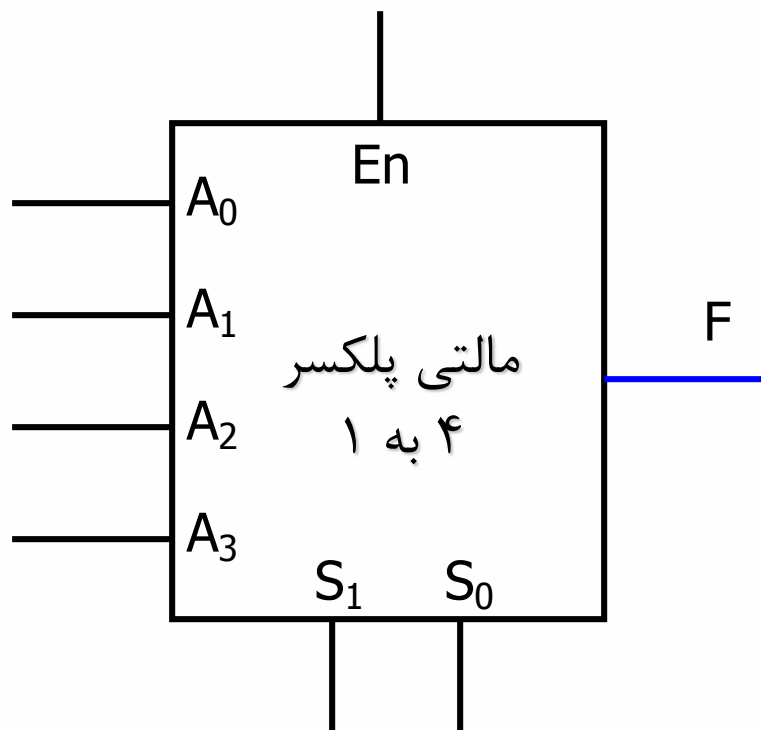 En
A₀
A₁
F
مالتی پلکسر
A₂
۴ به ۱
A₃
S₁ S₀